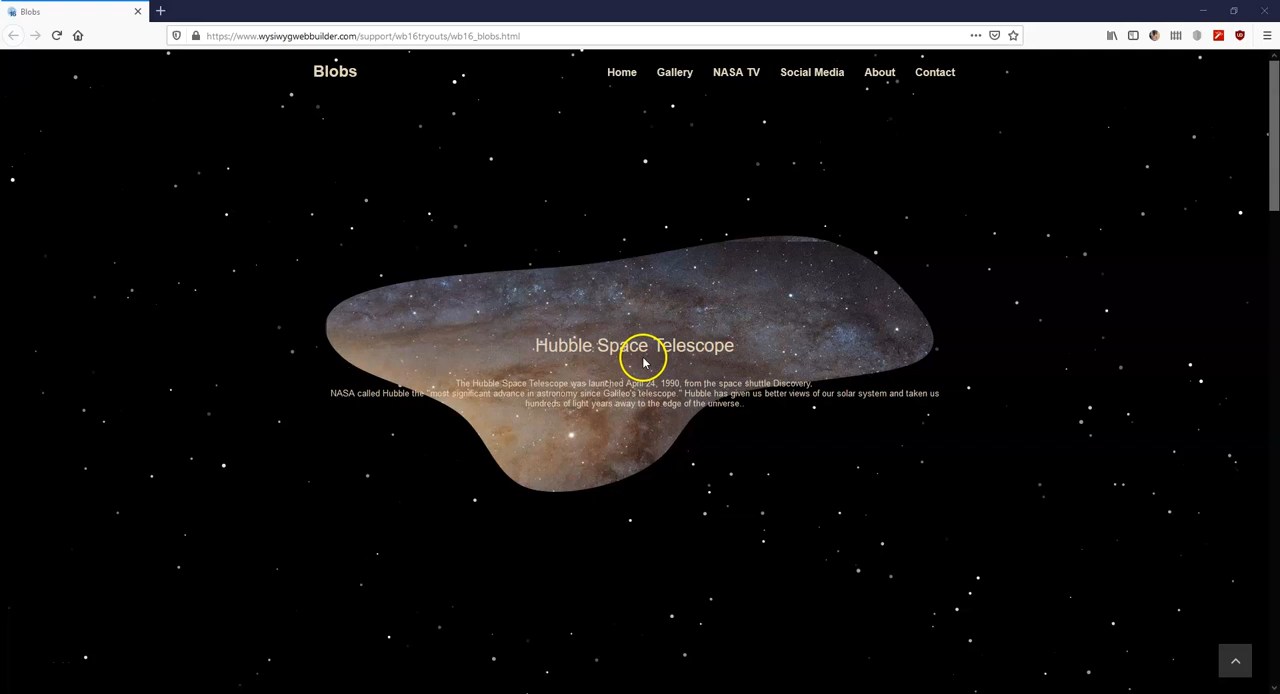 Blobs
https://www.wysiwygwebbuilder.com/support/wb16tryouts/wb16_blobs.html
Blobs
Home
Gallery
NASA TV
Social Media
About
Contact
Hubble Space Telescope
The Hubble Space Telescope was launched April 24, 1990, from the space shuttle Discovery.
NASA called Hubble the "most significant advance in astronomy since Galileo's telescope." Hubble has given us better views of our solar system and taken us
hundreds of light years away to the edge of the universe..